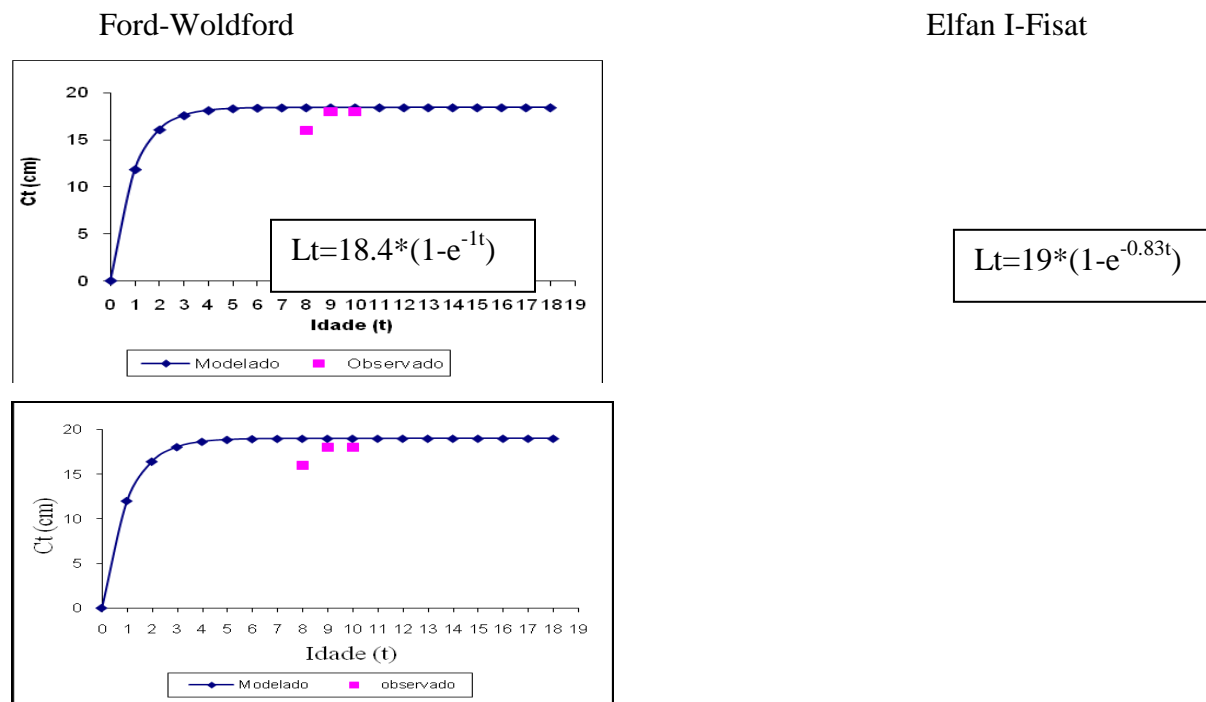 Ford-Woldford
Elfan I-Fisat
20
15
10
5
0
Ct (cm)
Lt=18.4*(1-e^-1t)
0 1 2 3 4 5 6 7 8 9 10 11 12 13 14 15 16 17 18 19
Idade (t)
Modelado Observado
Lt=19*(1-e^-0.83t)
20
15
10
5
0
Ct (cm)
0 1 2 3 4 5 6 7 8 9 10 11 12 13 14 15 16 17 18 19
Idade (t)
Modelado observado